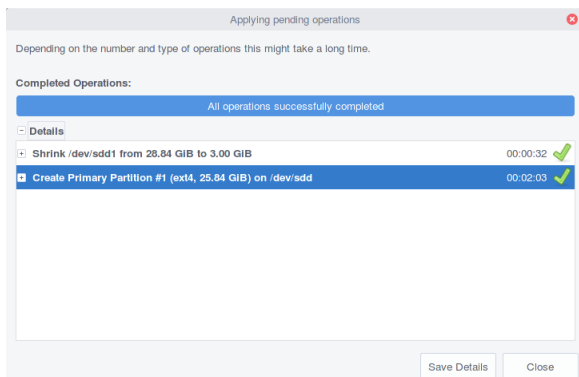 Applying pending operations
Depending on the number and type of operations this might take a long time.
Completed Operations:
All operations successfully completed
Details
Shrink /dev/sdd1 from 28.84 GiB to 3.00 GiB 00:00:32
Create Primary Partition #1 (ext4, 25.84 GiB) on /dev/sdd 00:02:03
Save Details Close